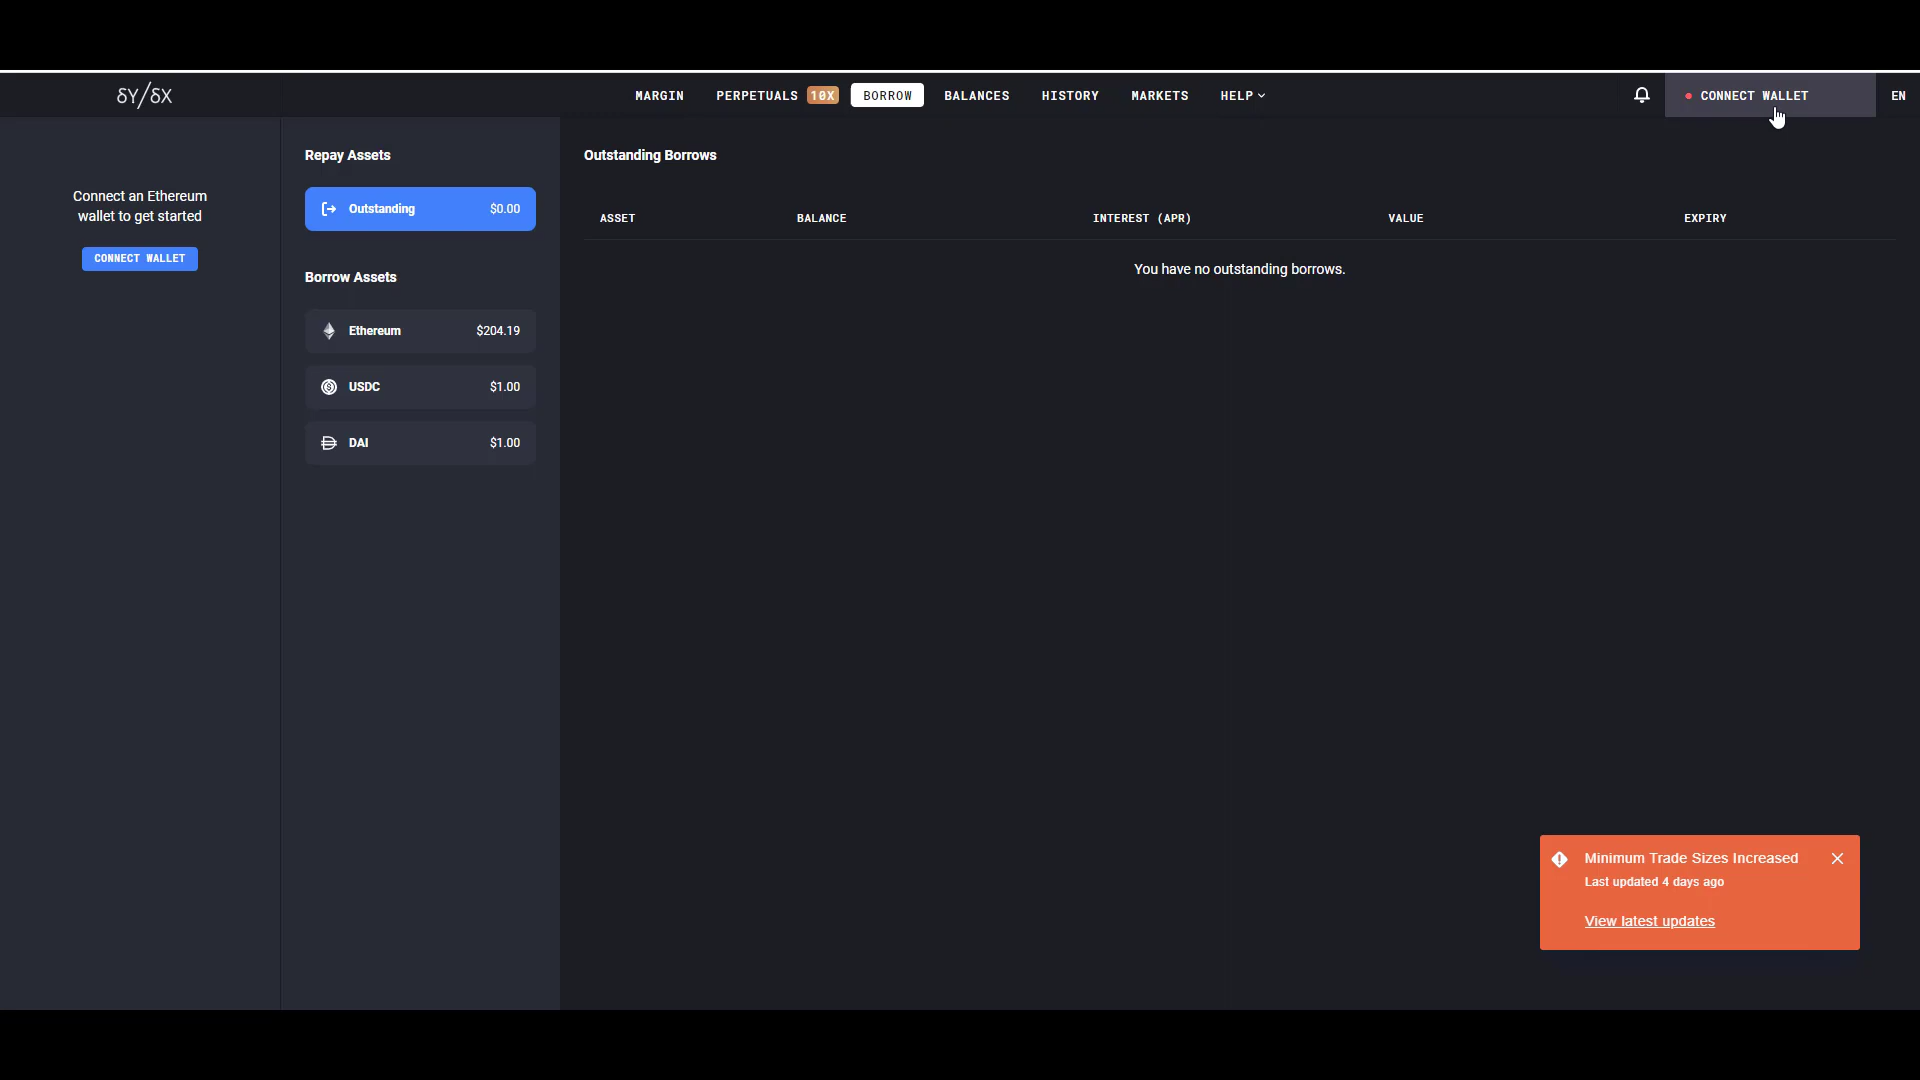 δY/δX
MARGIN PERPETUALS 10X BORROW BALANCES HISTORY MARKETS HELP CONNECT WALLET EN
Connect an Ethereum
wallet to get started
CONNECT WALLET
Repay Assets
Outstanding $0.00
Borrow Assets
Ethereum $204.19
USDC $1.00
DAI $1.00
Outstanding Borrows
ASSET BALANCE INTEREST (APR) VALUE EXPIRY
You have no outstanding borrows.
Minimum Trade Sizes Increased
Last updated 4 days ago
View latest updates